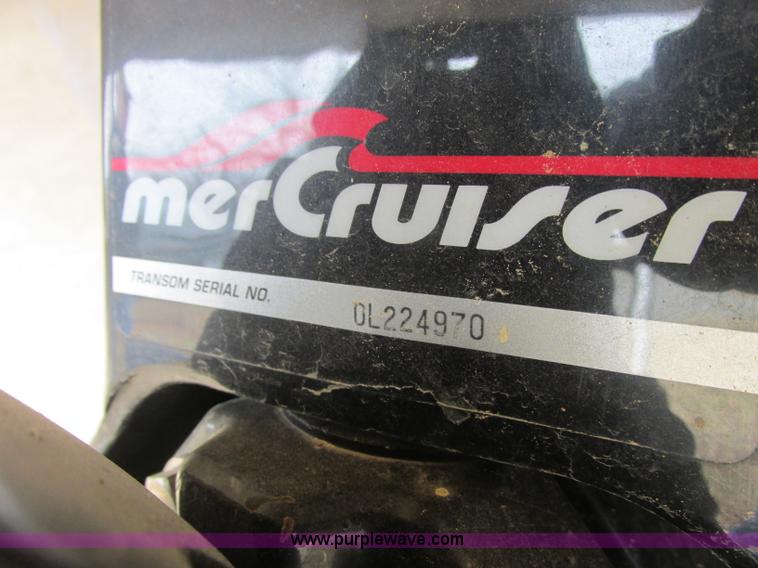 merCruiser
TRANSOM SERIAL NO. 0L224970
www.purplewave.com